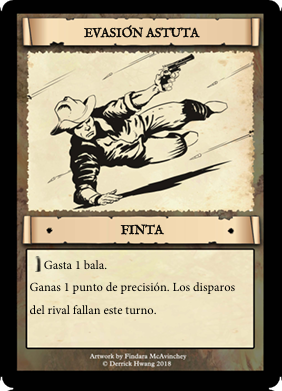 EVASIÓN ASTUTA
FINTA
Gasta 1 bala.
Ganas 1 punto de precisión. Los disparos
del rival fallan este turno.
Artwork by Findara McAvinchey
© Derrick Hwang 2018